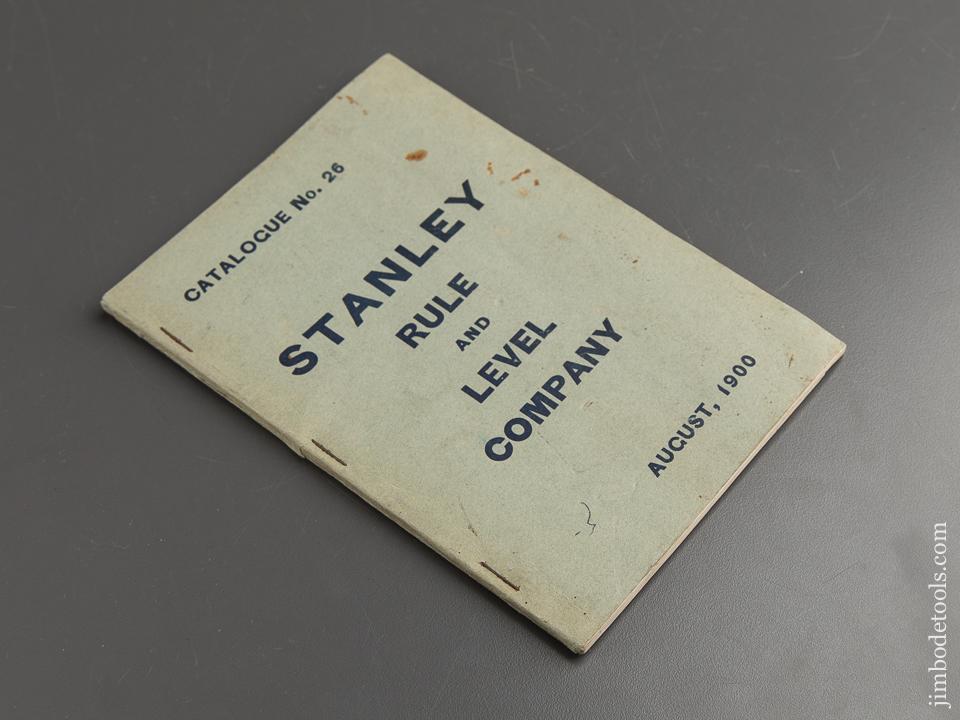 CATALOGUE No. 26
STANLEY
RULE
AND
LEVEL
COMPANY
AUGUST, 1900
jimbodetools.com